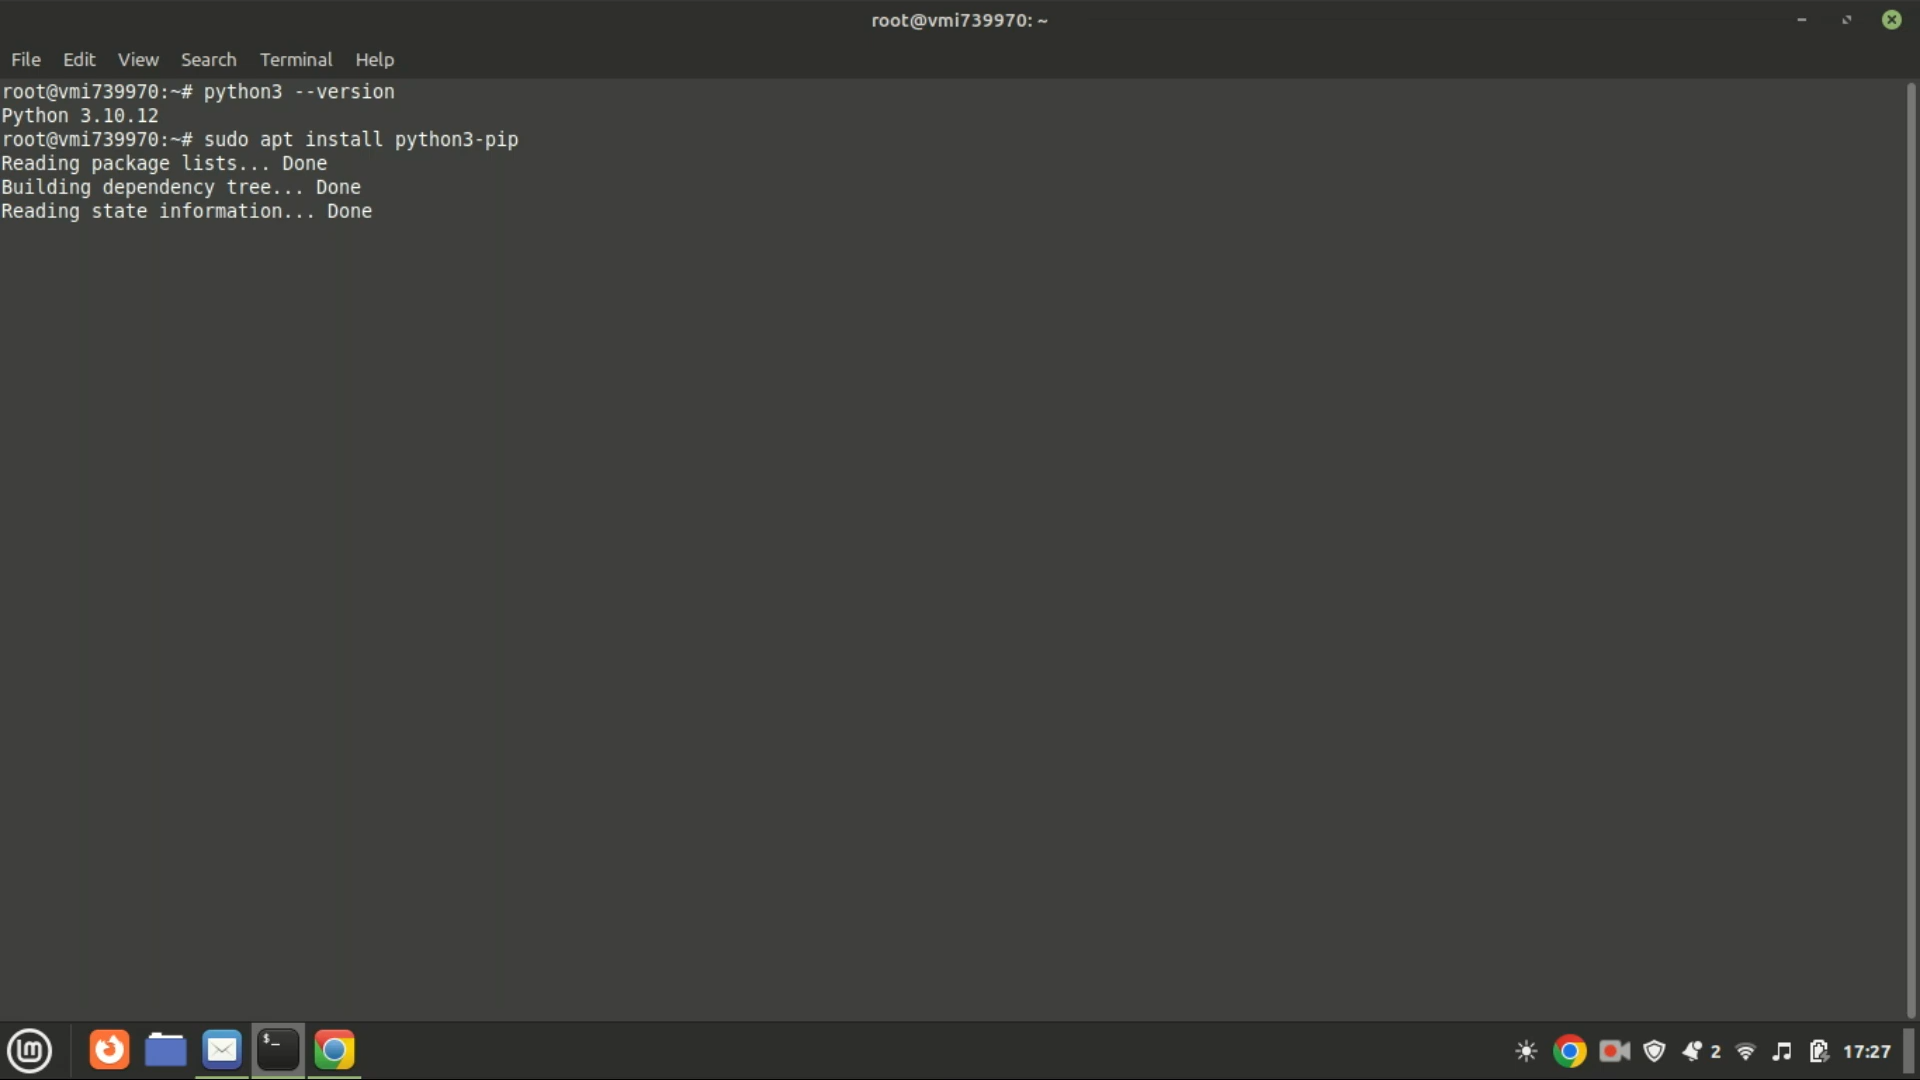 root@vmi739970: ~
File Edit View Search Terminal Help
root@vmi739970:~# python3 --version
Python 3.10.12
root@vmi739970:~# sudo apt install python3-pip
Reading package lists... Done
Building dependency tree... Done
Reading state information... Done
$_
2 17:27